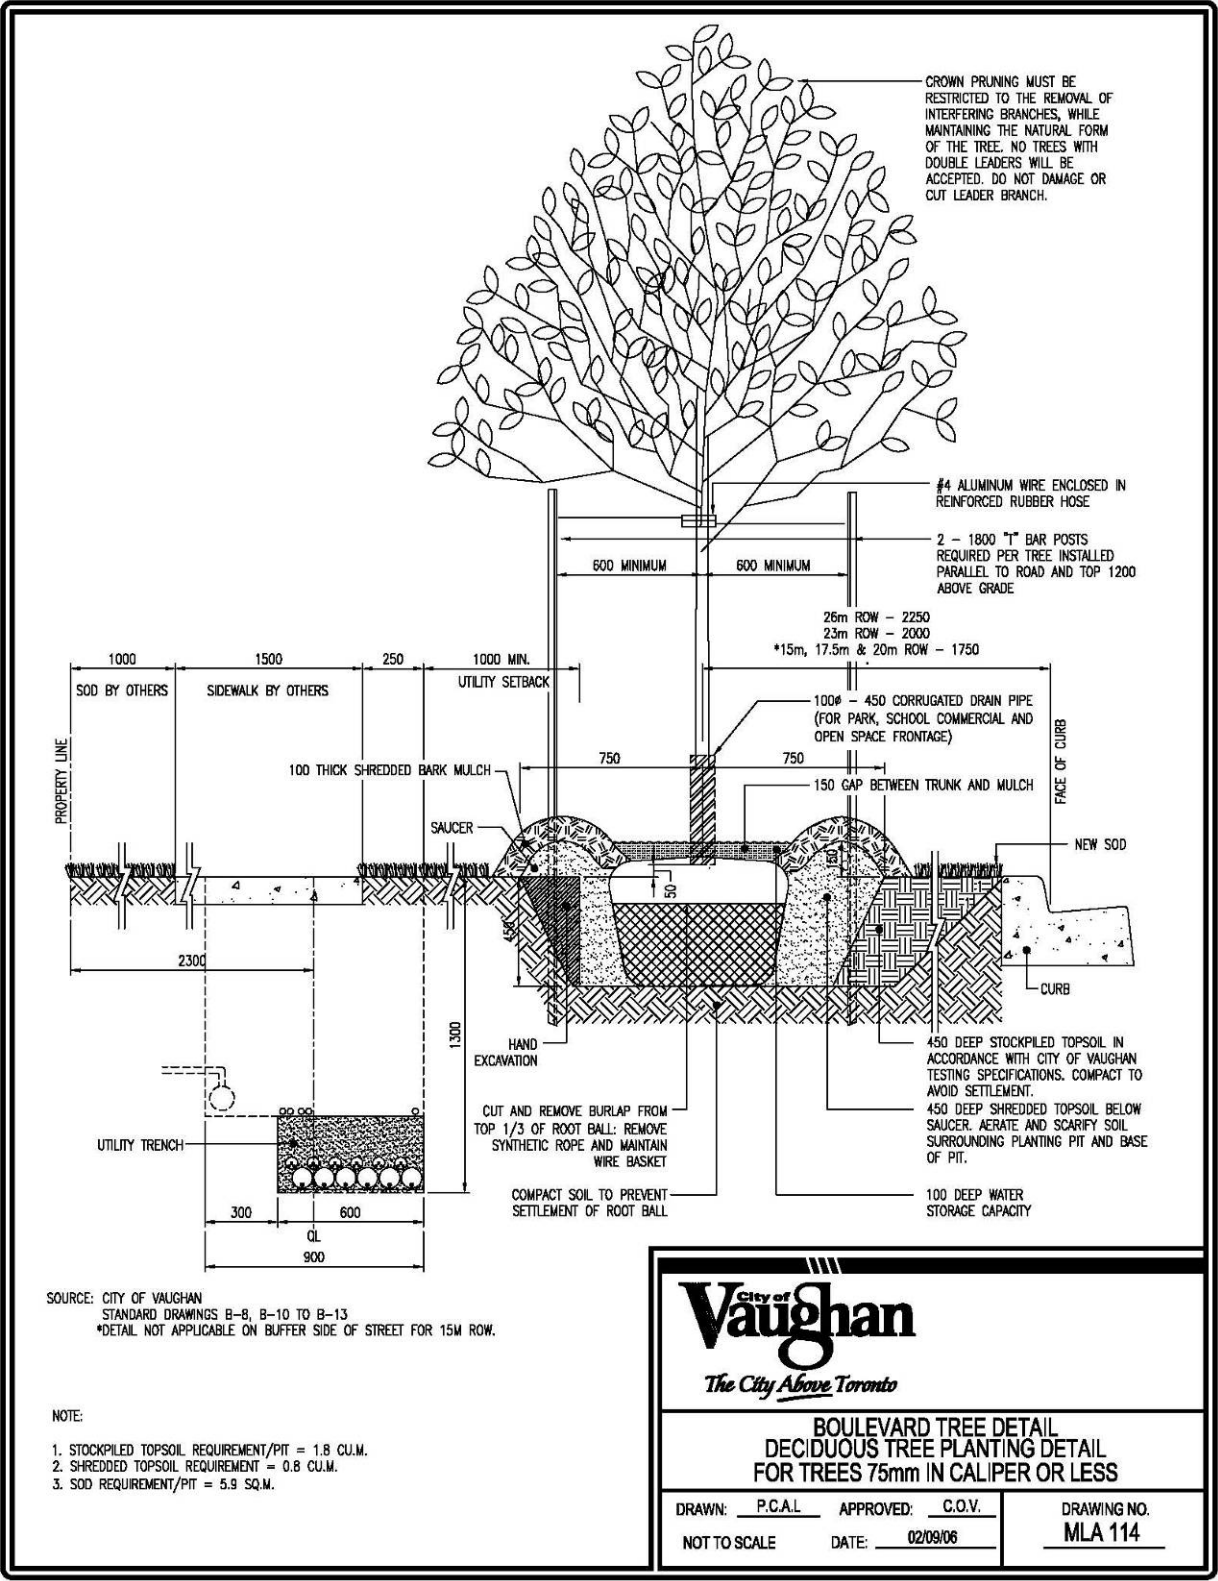 CROWN PRUNING MUST BE
RESTRICTED TO THE REMOVAL OF
INTERFERING BRANCHES, WHILE
MAINTAINING THE NATURAL FORM
OF THE TREE. NO TREES WITH
DOUBLE LEADERS WILL BE
ACCEPTED. DO NOT DAMAGE OR
CUT LEADER BRANCH.
#4 ALUMINUM WIRE ENCLOSED IN
REINFORCED RUBBER HOSE
2 - 1800 "T" BAR POSTS
REQUIRED PER TREE INSTALLED
PARALLEL TO ROAD AND TOP 1200
ABOVE GRADE
600 MINIMUM
600 MINIMUM
26m ROW - 2250
23m ROW - 2000
*15m, 17.5m & 20m ROW - 1750
1000
1500
250
1000 MIN.
SOD BY OTHERS
SIDEWALK BY OTHERS
UTILITY SETBACK
100ø - 450 CORRUGATED DRAIN PIPE
(FOR PARK, SCHOOL COMMERCIAL AND
OPEN SPACE FRONTAGE)
PROPERTY LINE
FACE OF CURB
750
750
100 THICK SHREDDED BARK MULCH
150 GAP BETWEEN TRUNK AND MULCH
SAUCER
NEW SOD
150
50
450
2300
CURB
1300
HAND
EXCAVATION
450 DEEP STOCKPILED TOPSOIL IN
ACCORDANCE WITH CITY OF VAUGHAN
TESTING SPECIFICATIONS. COMPACT TO
AVOID SETTLEMENT.
450 DEEP SHREDDED TOPSOIL BELOW
SAUCER. AERATE AND SCARIFY SOIL
SURROUNDING PLANTING PIT AND BASE
OF PIT.
CUT AND REMOVE BURLAP FROM
TOP 1/3 OF ROOT BALL: REMOVE
SYNTHETIC ROPE AND MAINTAIN
WIRE BASKET
UTILITY TRENCH
COMPACT SOIL TO PREVENT
SETTLEMENT OF ROOT BALL
100 DEEP WATER
STORAGE CAPACITY
300
600
CL
900
SOURCE: CITY OF VAUGHAN
STANDARD DRAWINGS B-8, B-10 TO B-13
*DETAIL NOT APPLICABLE ON BUFFER SIDE OF STREET FOR 15M ROW.
NOTE:
1. STOCKPILED TOPSOIL REQUIREMENT/PIT = 1.8 CU.M.
2. SHREDDED TOPSOIL REQUIREMENT = 0.8 CU.M.
3. SOD REQUIREMENT/PIT = 5.9 SQ.M.
City of
Vaughan
The City Above Toronto
BOULEVARD TREE DETAIL
DECIDUOUS TREE PLANTING DETAIL
FOR TREES 75mm IN CALIPER OR LESS
DRAWN: P.C.A.L APPROVED: C.O.V.
NOT TO SCALE DATE: 02/09/06
DRAWING NO.
MLA 114